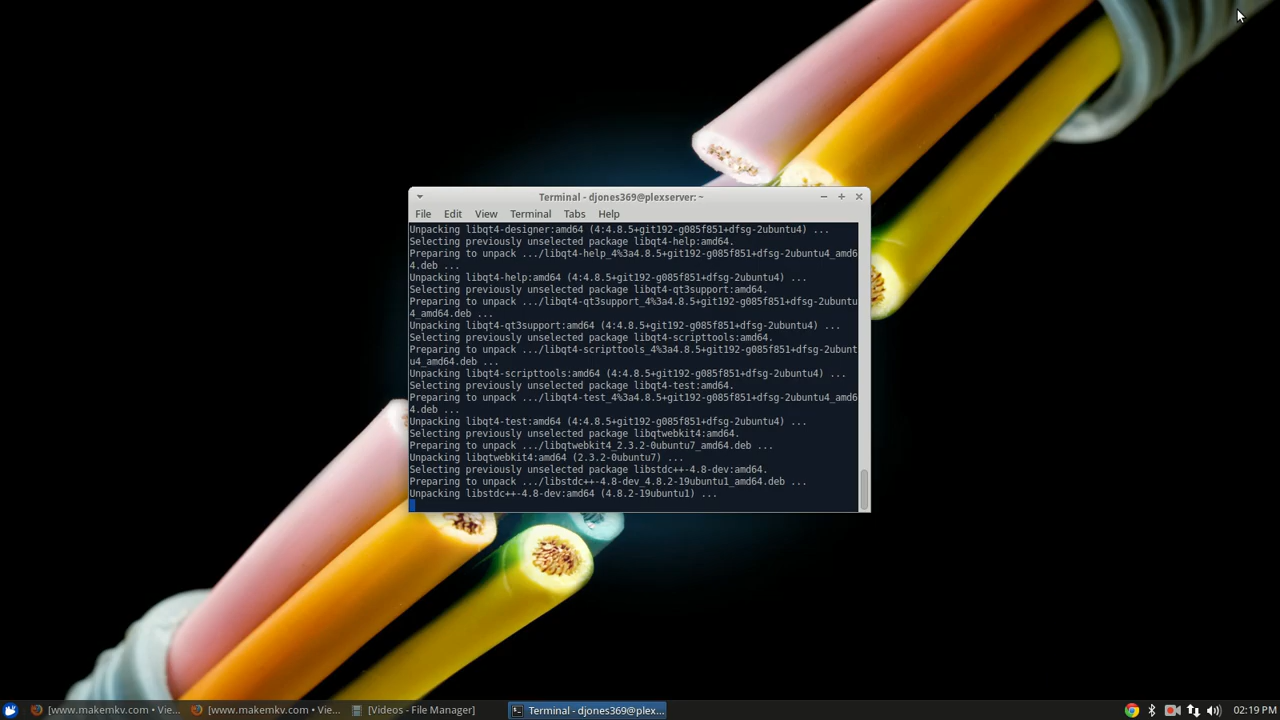 Terminal - djones369@plexserver: ~
File Edit View Terminal Tabs Help
Unpacking libqt4-designer:amd64 (4:4.8.5+git192-g085f851+dfsg-2ubuntu4) ...
Selecting previously unselected package libqt4-help:amd64.
Preparing to unpack .../libqt4-help_4%3a4.8.5+git192-g085f851+dfsg-2ubuntu4_amd6
4.deb ...
Unpacking libqt4-help:amd64 (4:4.8.5+git192-g085f851+dfsg-2ubuntu4) ...
Selecting previously unselected package libqt4-qt3support:amd64.
Preparing to unpack .../libqt4-qt3support_4%3a4.8.5+git192-g085f851+dfsg-2ubuntu
4_amd64.deb ...
Unpacking libqt4-qt3support:amd64 (4:4.8.5+git192-g085f851+dfsg-2ubuntu4) ...
Selecting previously unselected package libqt4-scripttools:amd64.
Preparing to unpack .../libqt4-scripttools_4%3a4.8.5+git192-g085f851+dfsg-2ubunt
u4_amd64.deb ...
Unpacking libqt4-scripttools:amd64 (4:4.8.5+git192-g085f851+dfsg-2ubuntu4) ...
Selecting previously unselected package libqt4-test:amd64.
Preparing to unpack .../libqt4-test_4%3a4.8.5+git192-g085f851+dfsg-2ubuntu4_amd6
4.deb ...
Unpacking libqt4-test:amd64 (4:4.8.5+git192-g085f851+dfsg-2ubuntu4) ...
Selecting previously unselected package libqtwebkit4:amd64.
Preparing to unpack .../libqtwebkit4_2.3.2-0ubuntu7_amd64.deb ...
Unpacking libqtwebkit4:amd64 (2.3.2-0ubuntu7) ...
Selecting previously unselected package libstdc++-4.8-dev:amd64.
Preparing to unpack .../libstdc++-4.8-dev_4.8.2-19ubuntu1_amd64.deb ...
Unpacking libstdc++-4.8-dev:amd64 (4.8.2-19ubuntu1) ...
[www.makemkv.com • Vie... [www.makemkv.com • Vie... [Videos - File Manager] Terminal - djones369@plex... 02:19 PM